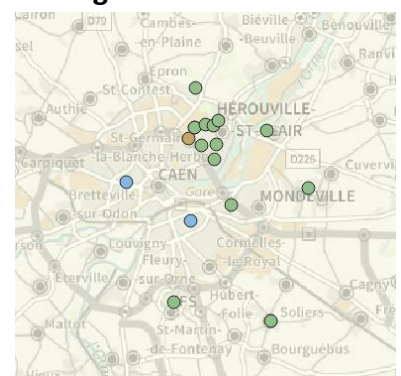 Cairon
D79
Cambes-
-en-Plaine
Biéville
-Beuville
Bénouville
Ranvi
Epron
St-Contest
Authie
HÉROUVILLE-
-ST-CLAIR
St-Germain
-la-Blanche-Herbe
D226
Carpiquet
Cuvervi
CAEN
Bretteville
-sur-Odon
Gare
MONDEVILLE
Louvigny
Cormelles-
-le-Royal
Fleury-
-sur-Orne
Eterville
Cagny
Hubert-
-Folie
Soliers
Maltot
St-Martin-
-de-Fontenay
Bourguébus